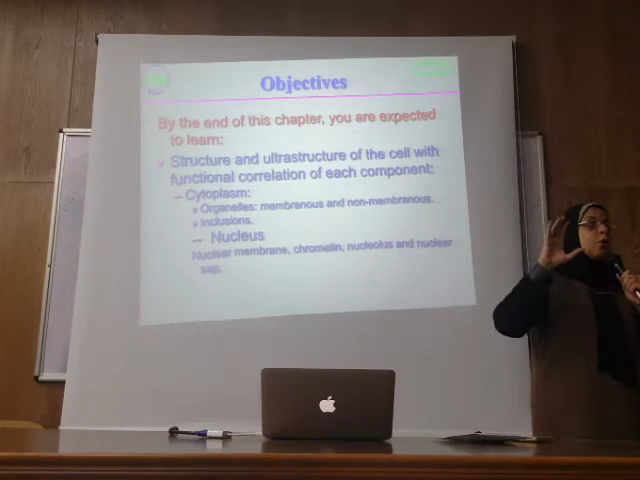 Objectives
By the end of this chapter, you are expected
to learn:
Structure and ultrastructure of the cell with
functional correlation of each component:
– Cytoplasm:
» Organelles: membranous and non-membranous.
» Inclusions.
– Nucleus
Nuclear membrane, chromatin, nucleolus and nuclear
sap.